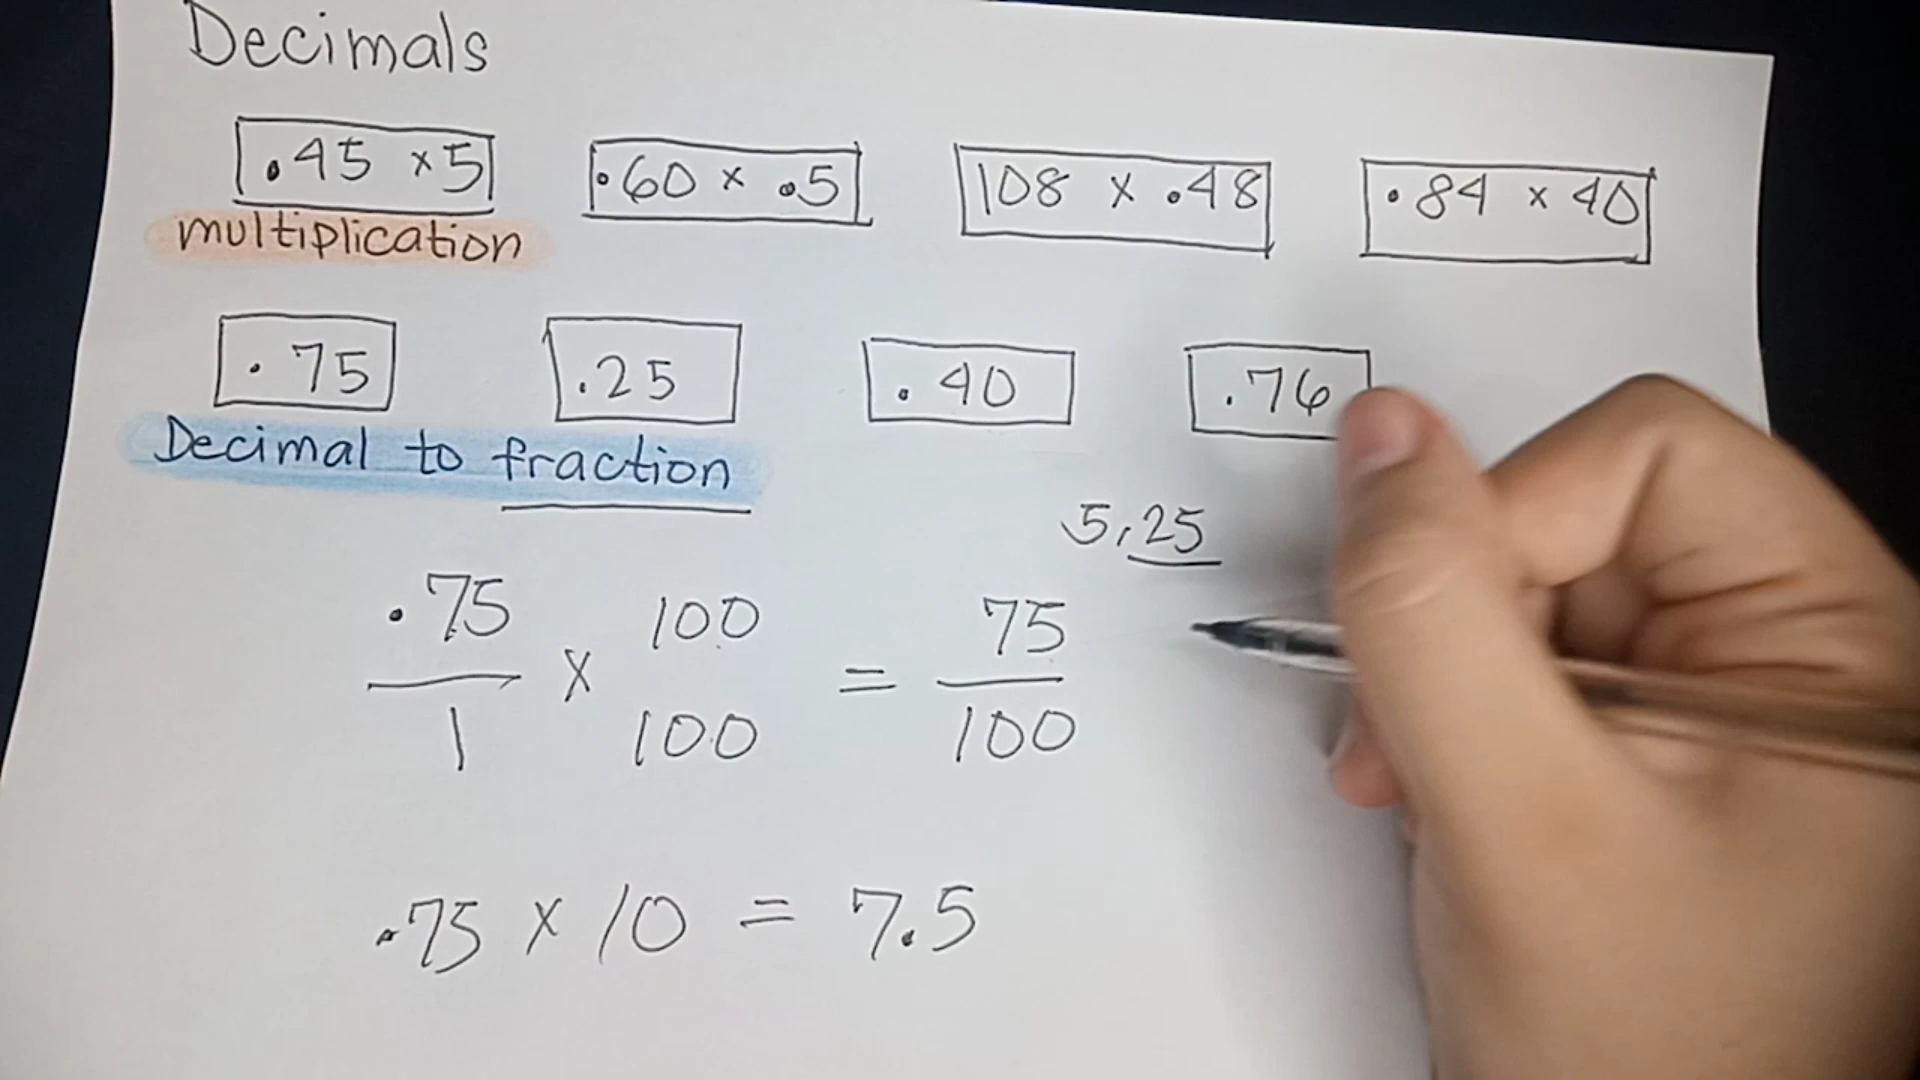 Decimals
.45 × 5
.60 × .5
108 × .48
.84 × 40
multiplication
.75
.25
.40
.76
Decimal to fraction
5,25
.75 100 75
× =
1 100 100
.75 × 10 = 7.5